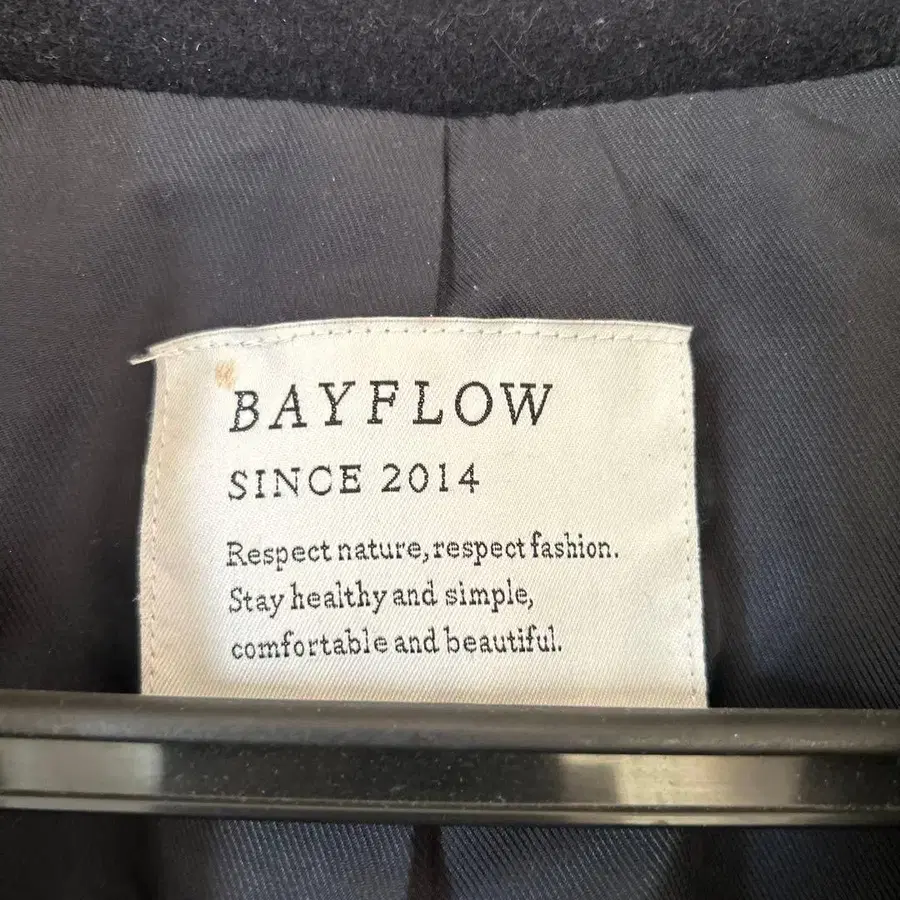 BAYFLOW
SINCE 2014
Respect nature, respect fashion.
Stay healthy and simple,
comfortable and beautiful.